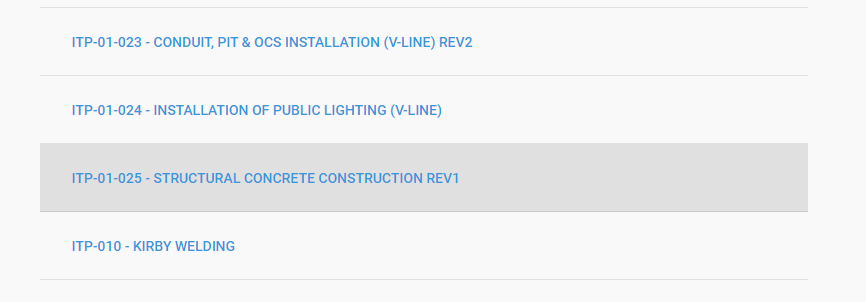 ITP-01-023 - CONDUIT, PIT & OCS INSTALLATION (V-LINE) REV2
ITP-01-024 - INSTALLATION OF PUBLIC LIGHTING (V-LINE)
ITP-01-025 - STRUCTURAL CONCRETE CONSTRUCTION REV1
ITP-010 - KIRBY WELDING